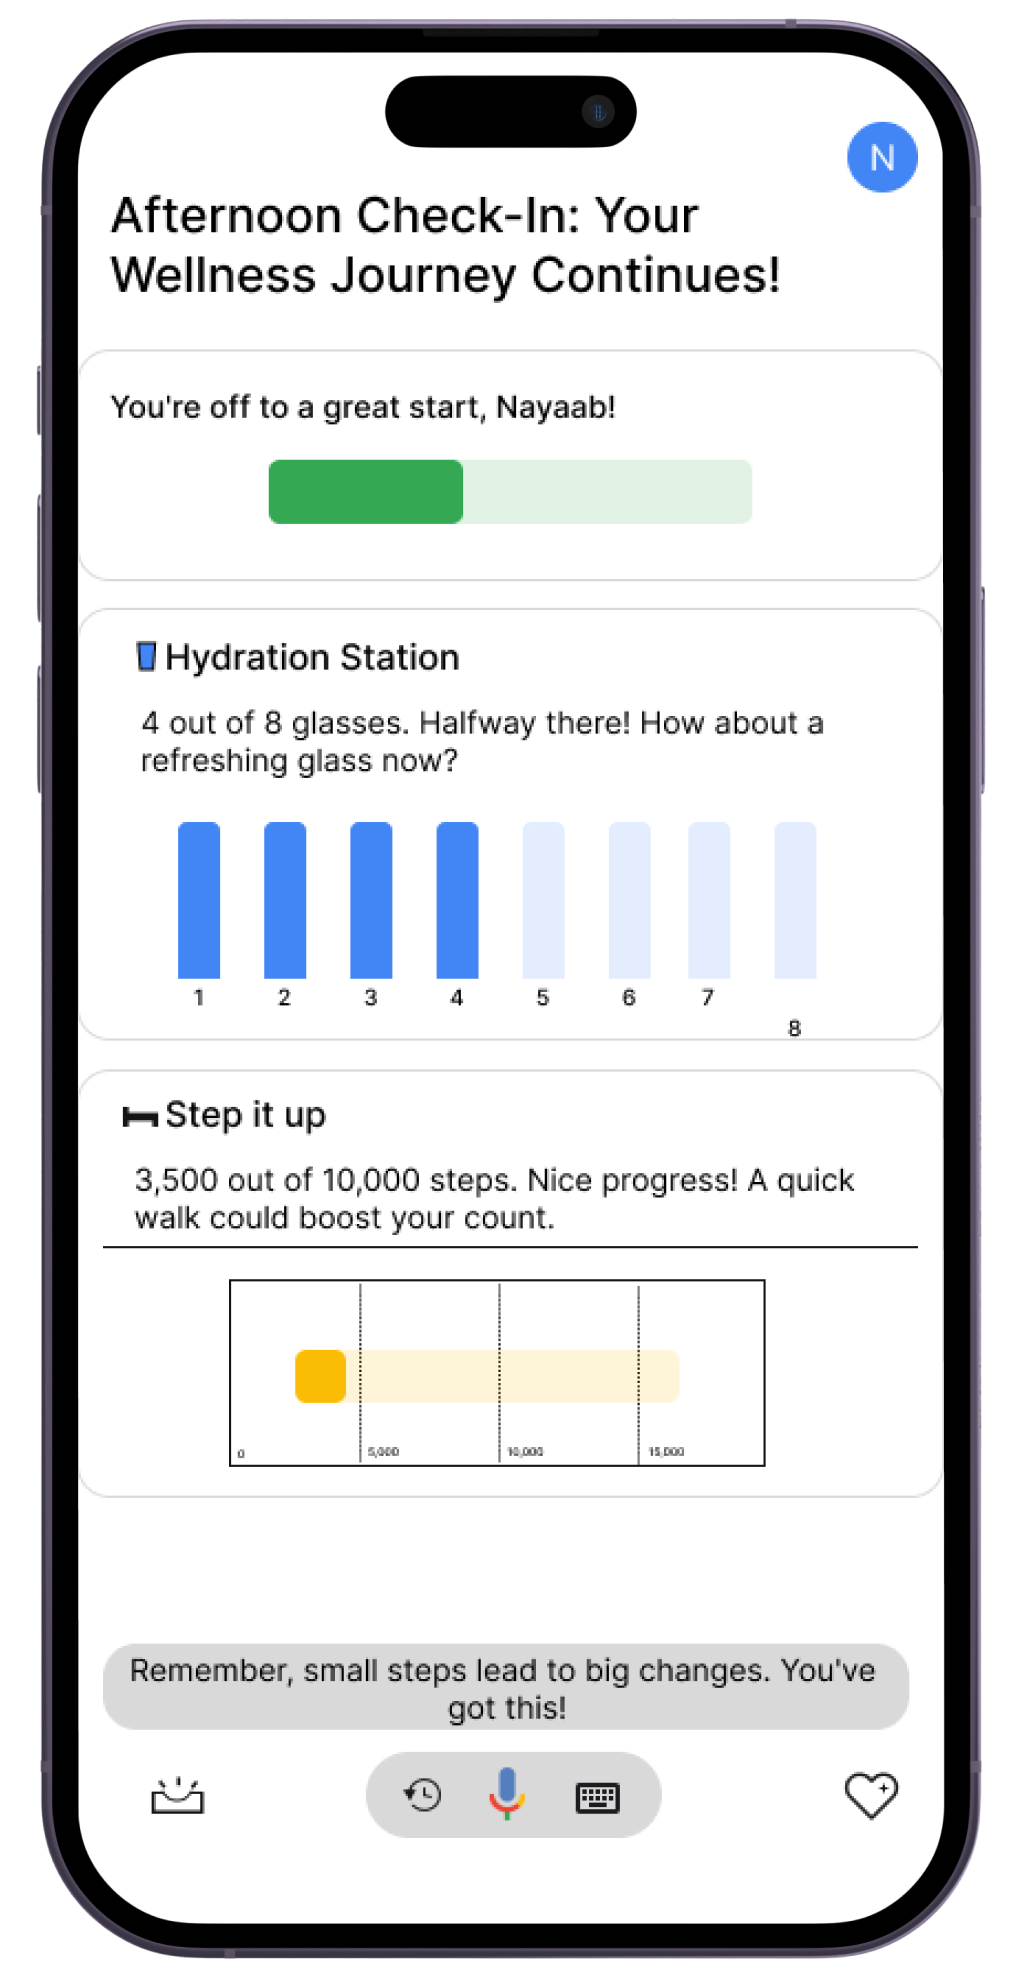 N
Afternoon Check-In: Your
Wellness Journey Continues!
You're off to a great start, Nayaab!
Hydration Station
4 out of 8 glasses. Halfway there! How about a
refreshing glass now?
1 2 3 4 5 6 7 8
Step it up
3,500 out of 10,000 steps. Nice progress! A quick
walk could boost your count.
0 5,000 10,000 15,000
Remember, small steps lead to big changes. You've
got this!